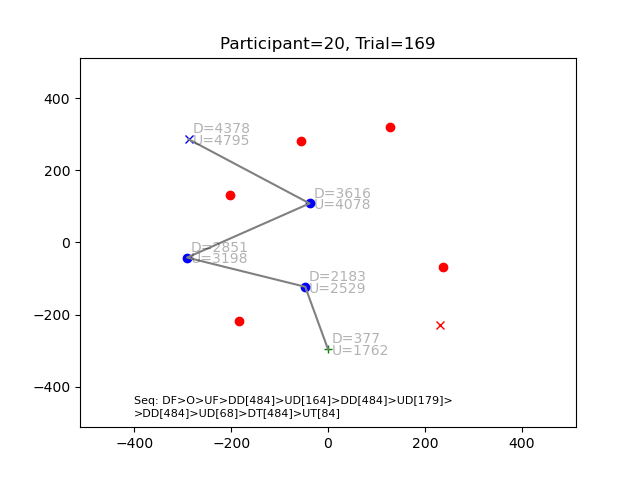 Participant=20, Trial=169
400
200
0
−200
−400
D=4378
U=4795
D=3616
U=4078
D=2851
U=3198
D=2183
U=2529
D=377
U=1762
Seq: DF>O>UF>DD[484]>UD[164]>DD[484]>UD[179]>
>DD[484]>UD[68]>DT[484]>UT[84]
−400 −200 0 200 400